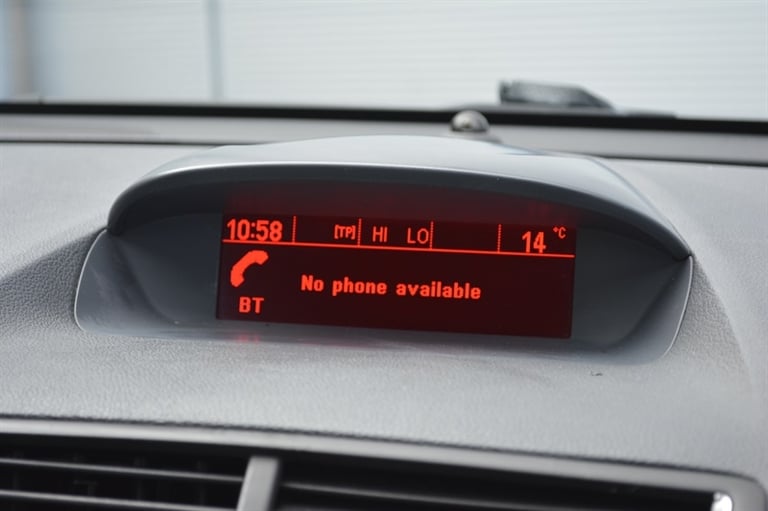 10:58 [TP] HI LO 14 °C
No phone available
BT